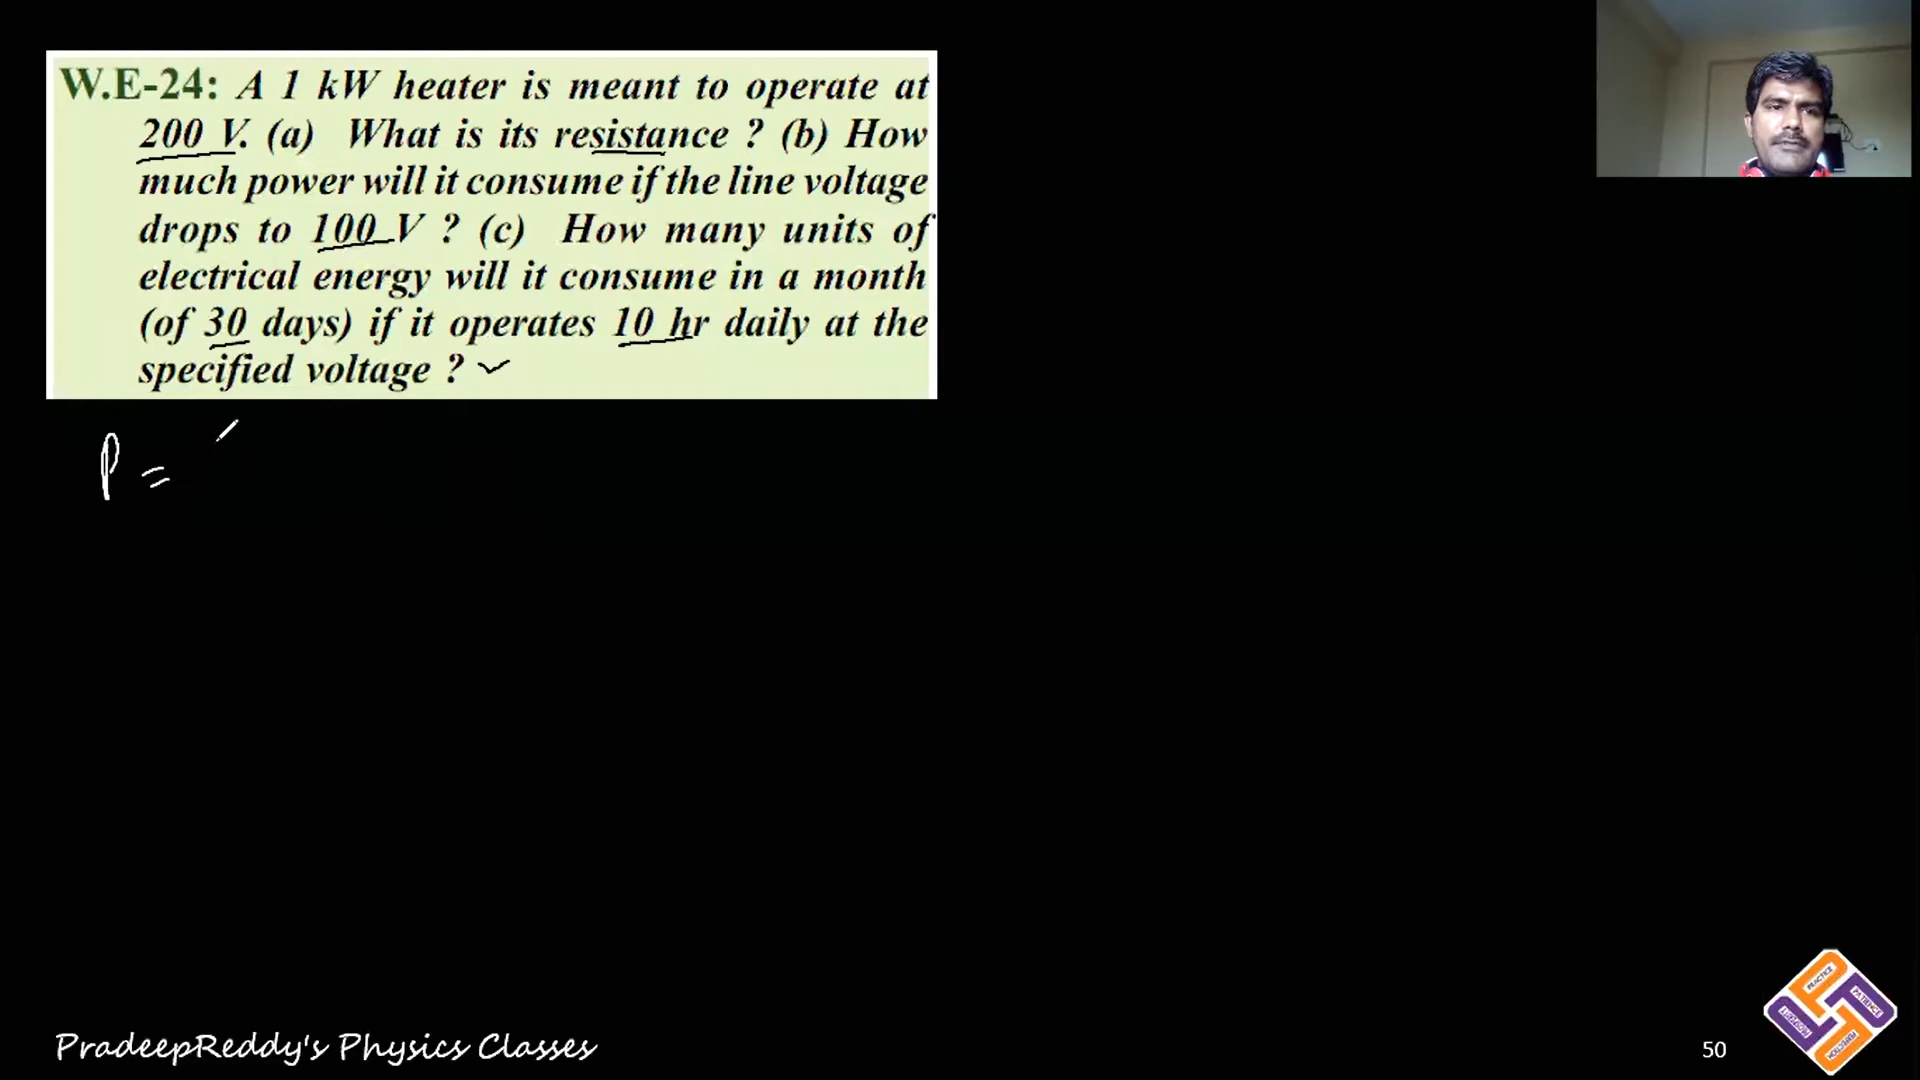 W.E-24: A 1 kW heater is meant to operate at
200 V. (a) What is its resistance ? (b) How
much power will it consume if the line voltage
drops to 100 V ? (c) How many units of
electrical energy will it consume in a month
(of 30 days) if it operates 10 hr daily at the
specified voltage ?
P =
PradeepReddy's Physics Classes
50
PRACTICE
PATIENCE